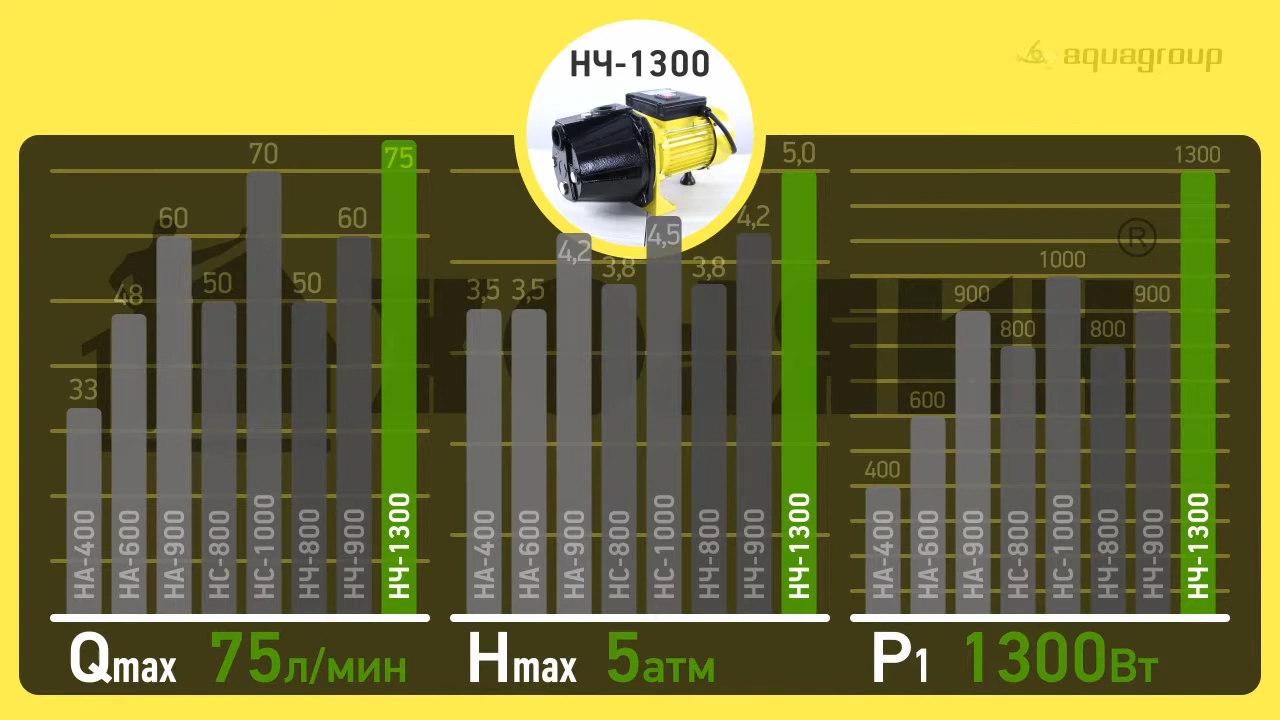 НЧ-1300
aquagroup
®
70
75
60
60
50
50
48
33
НА-400
НА-600
НА-900
НС-800
НС-1000
НЧ-800
НЧ-900
НЧ-1300
Qmax 75л/мин
3,5
3,5
4,2
3,8
4,5
3,8
4,2
5,0
НА-400
НА-600
НА-900
НС-800
НС-1000
НЧ-800
НЧ-900
НЧ-1300
Hmax 5атм
400
600
900
800
1000
800
900
1300
НА-400
НА-600
НА-900
НС-800
НС-1000
НЧ-800
НЧ-900
НЧ-1300
P1 1300Вт